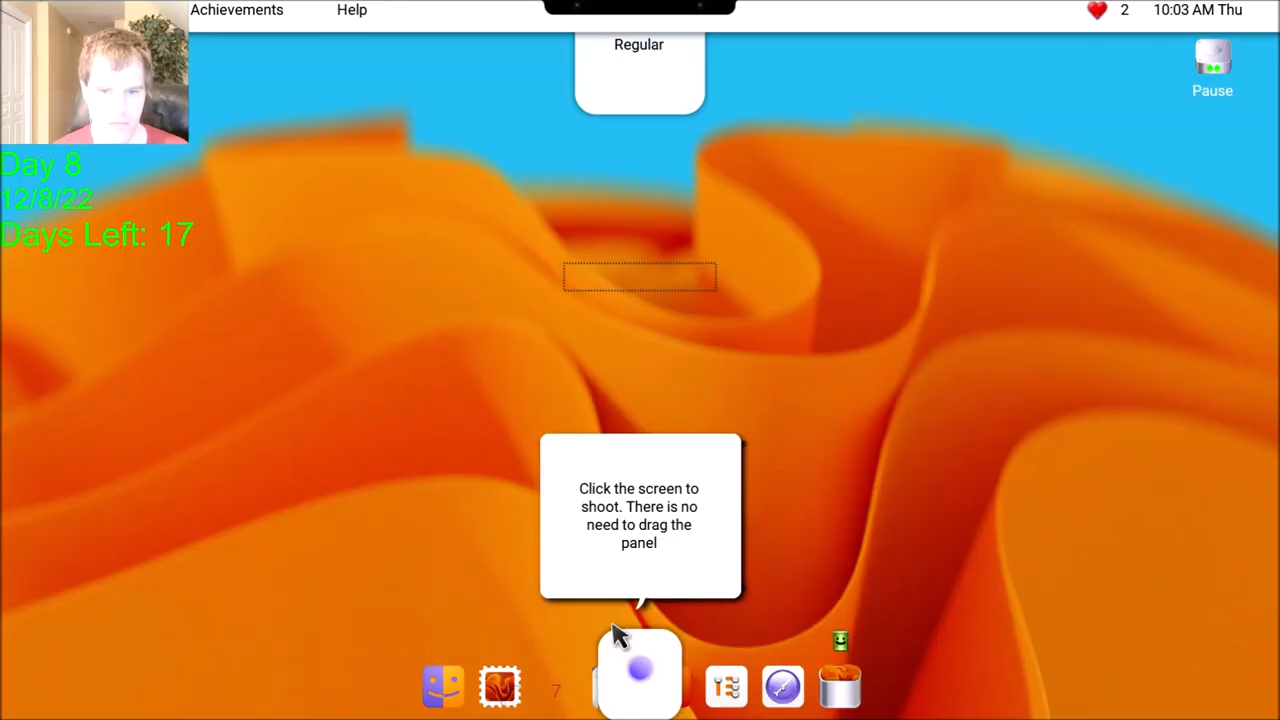 Achievements Help 2 10:03 AM Thu
Regular
Pause
Day 8
12/8/22
Days Left: 17
Click the screen to
shoot. There is no
need to drag the
panel
7